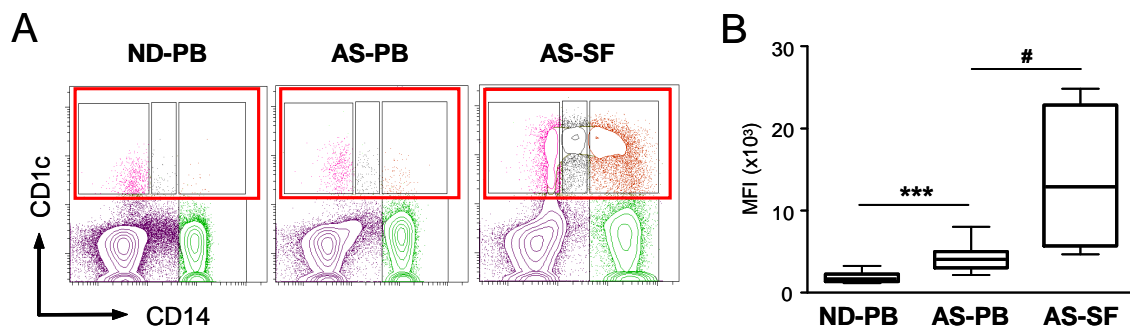 A
ND-PB
AS-PB
AS-SF
CD1c
CD14
B
MFI (x10³)
30
20
10
0
***
#
ND-PB
AS-PB
AS-SF